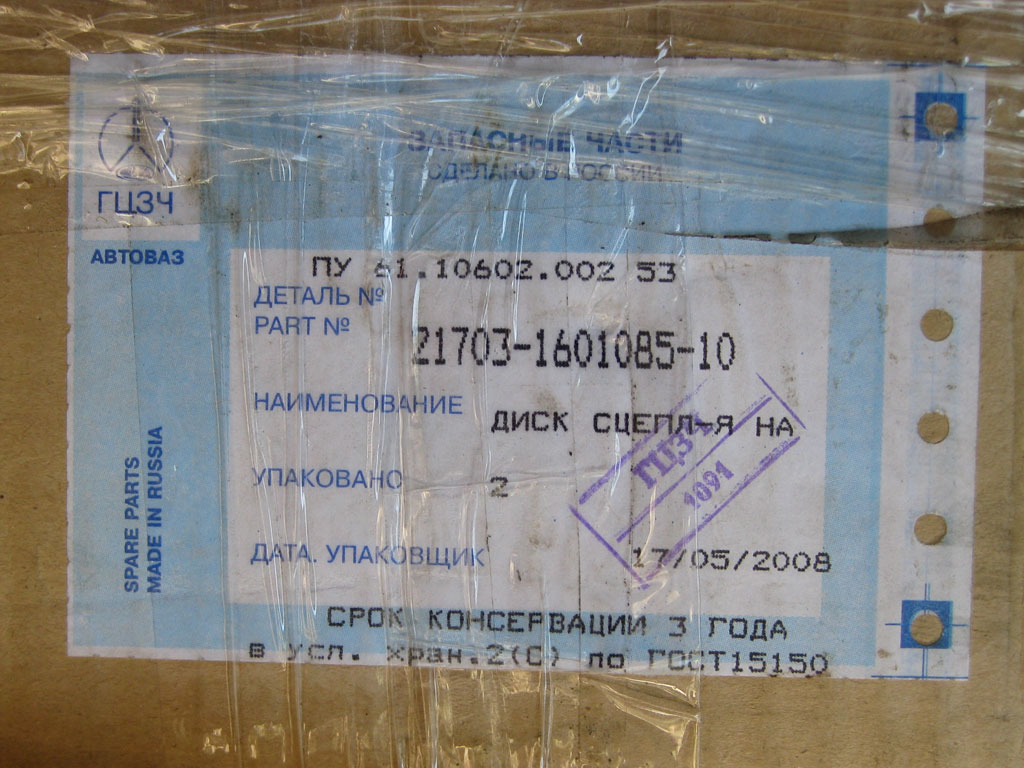 ЗАПАСНЫЕ ЧАСТИ
СДЕЛАНО В РОССИИ
ГЦЗЧ
АВТОВАЗ
ПУ 61.10602.002 53
ДЕТАЛЬ №
PART №
21703-1601085-10
НАИМЕНОВАНИЕ
ДИСК СЦЕПЛ-Я НА
ГЦЗЧ
1091
УПАКОВАНО 2
ДАТА. УПАКОВЩИК
17/05/2008
SPARE PARTS
MADE IN RUSSIA
СРОК КОНСЕРВАЦИИ 3 ГОДА
в усл. хран.2(С) по ГОСТ15150